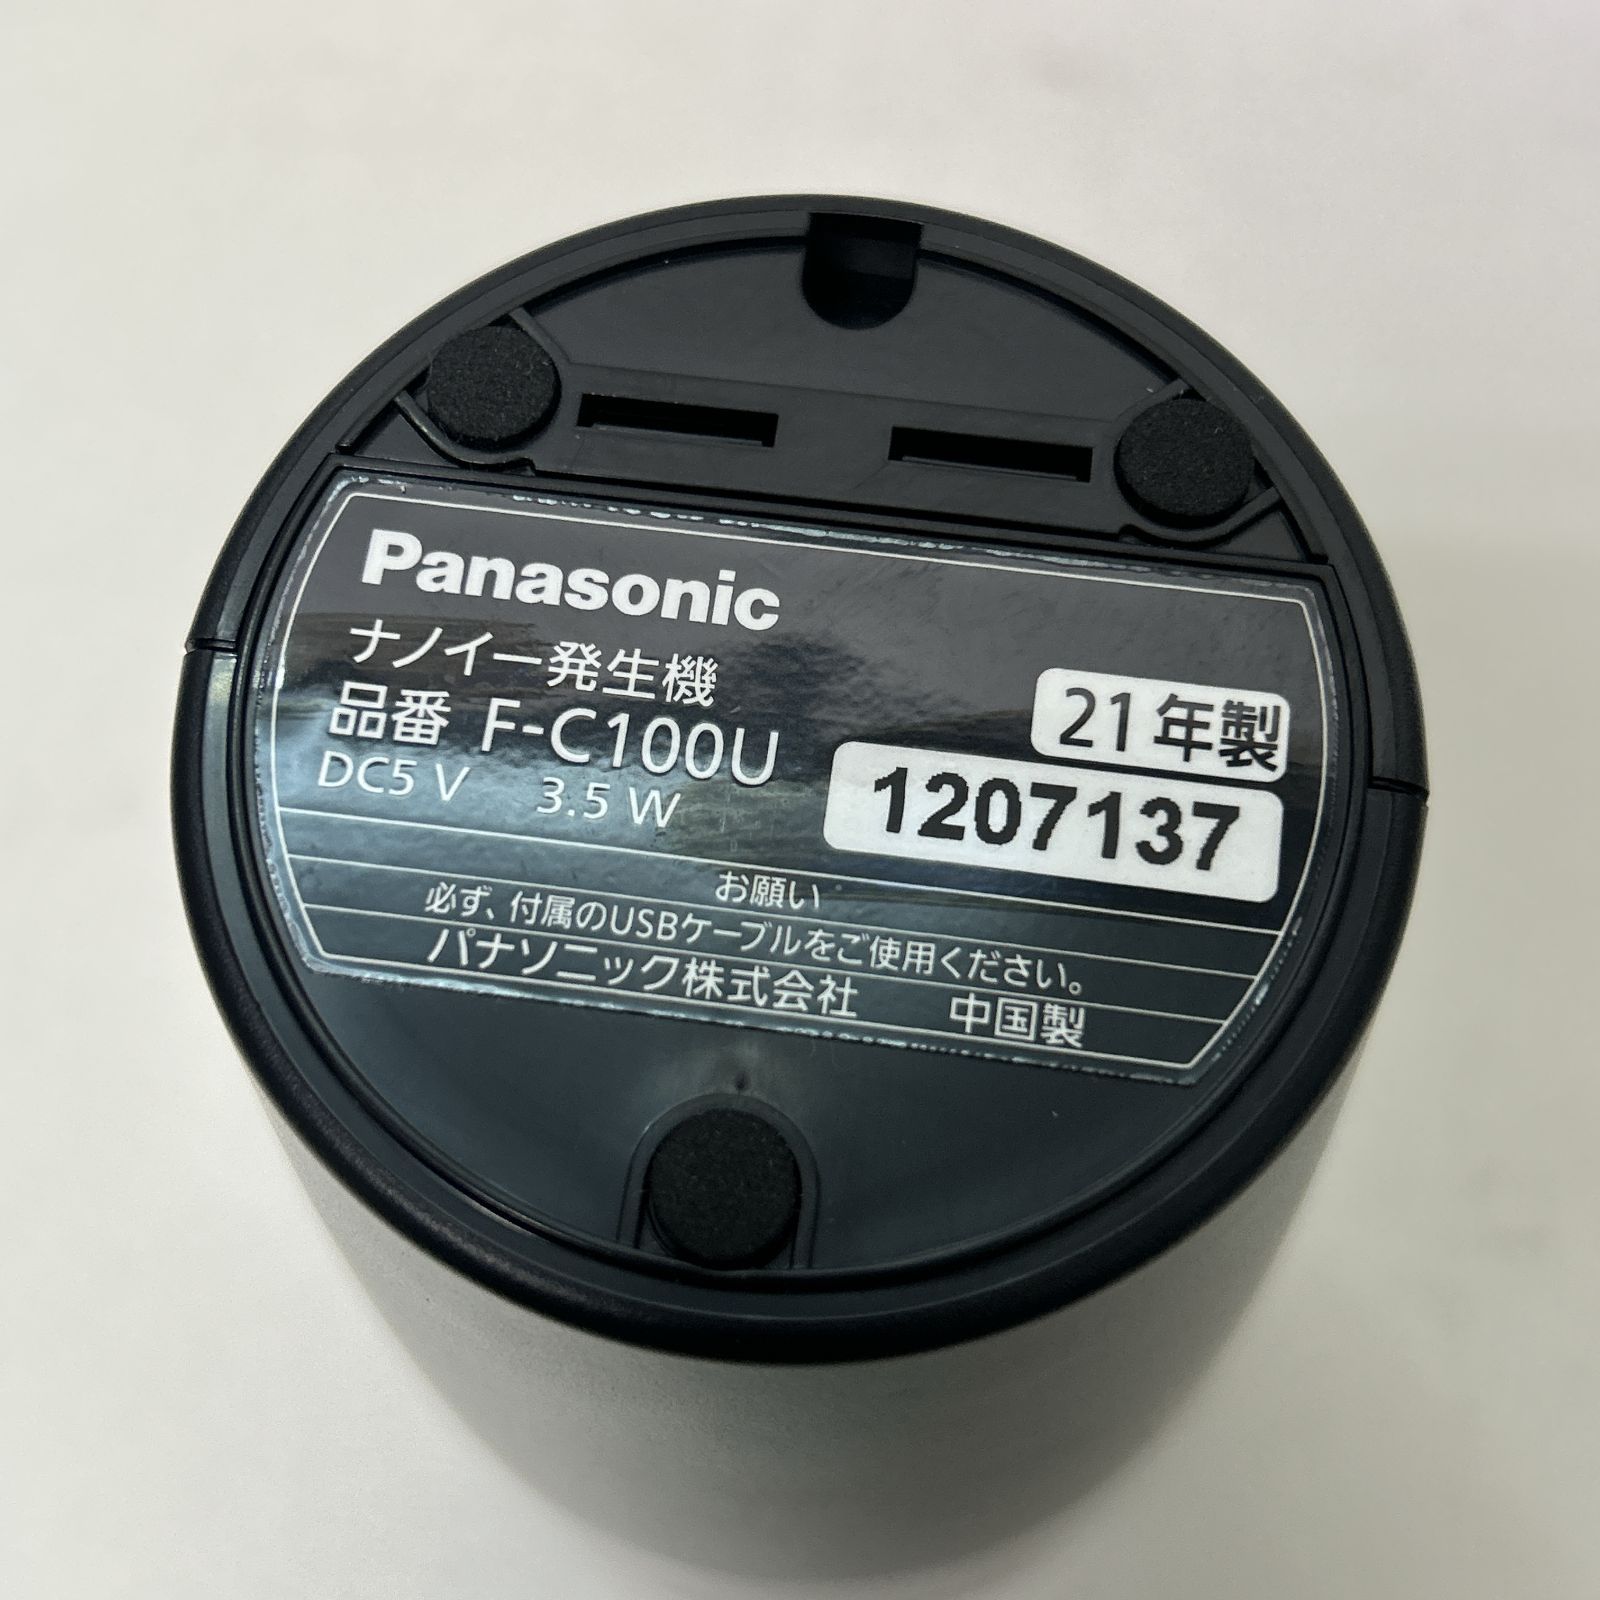 Panasonic
ナノイー発生機
品番 F-C100U
DC5 V 3.5 W
21年製
1207137
お願い
必ず、付属のUSBケーブルをご使用ください。
パナソニック株式会社 中国製